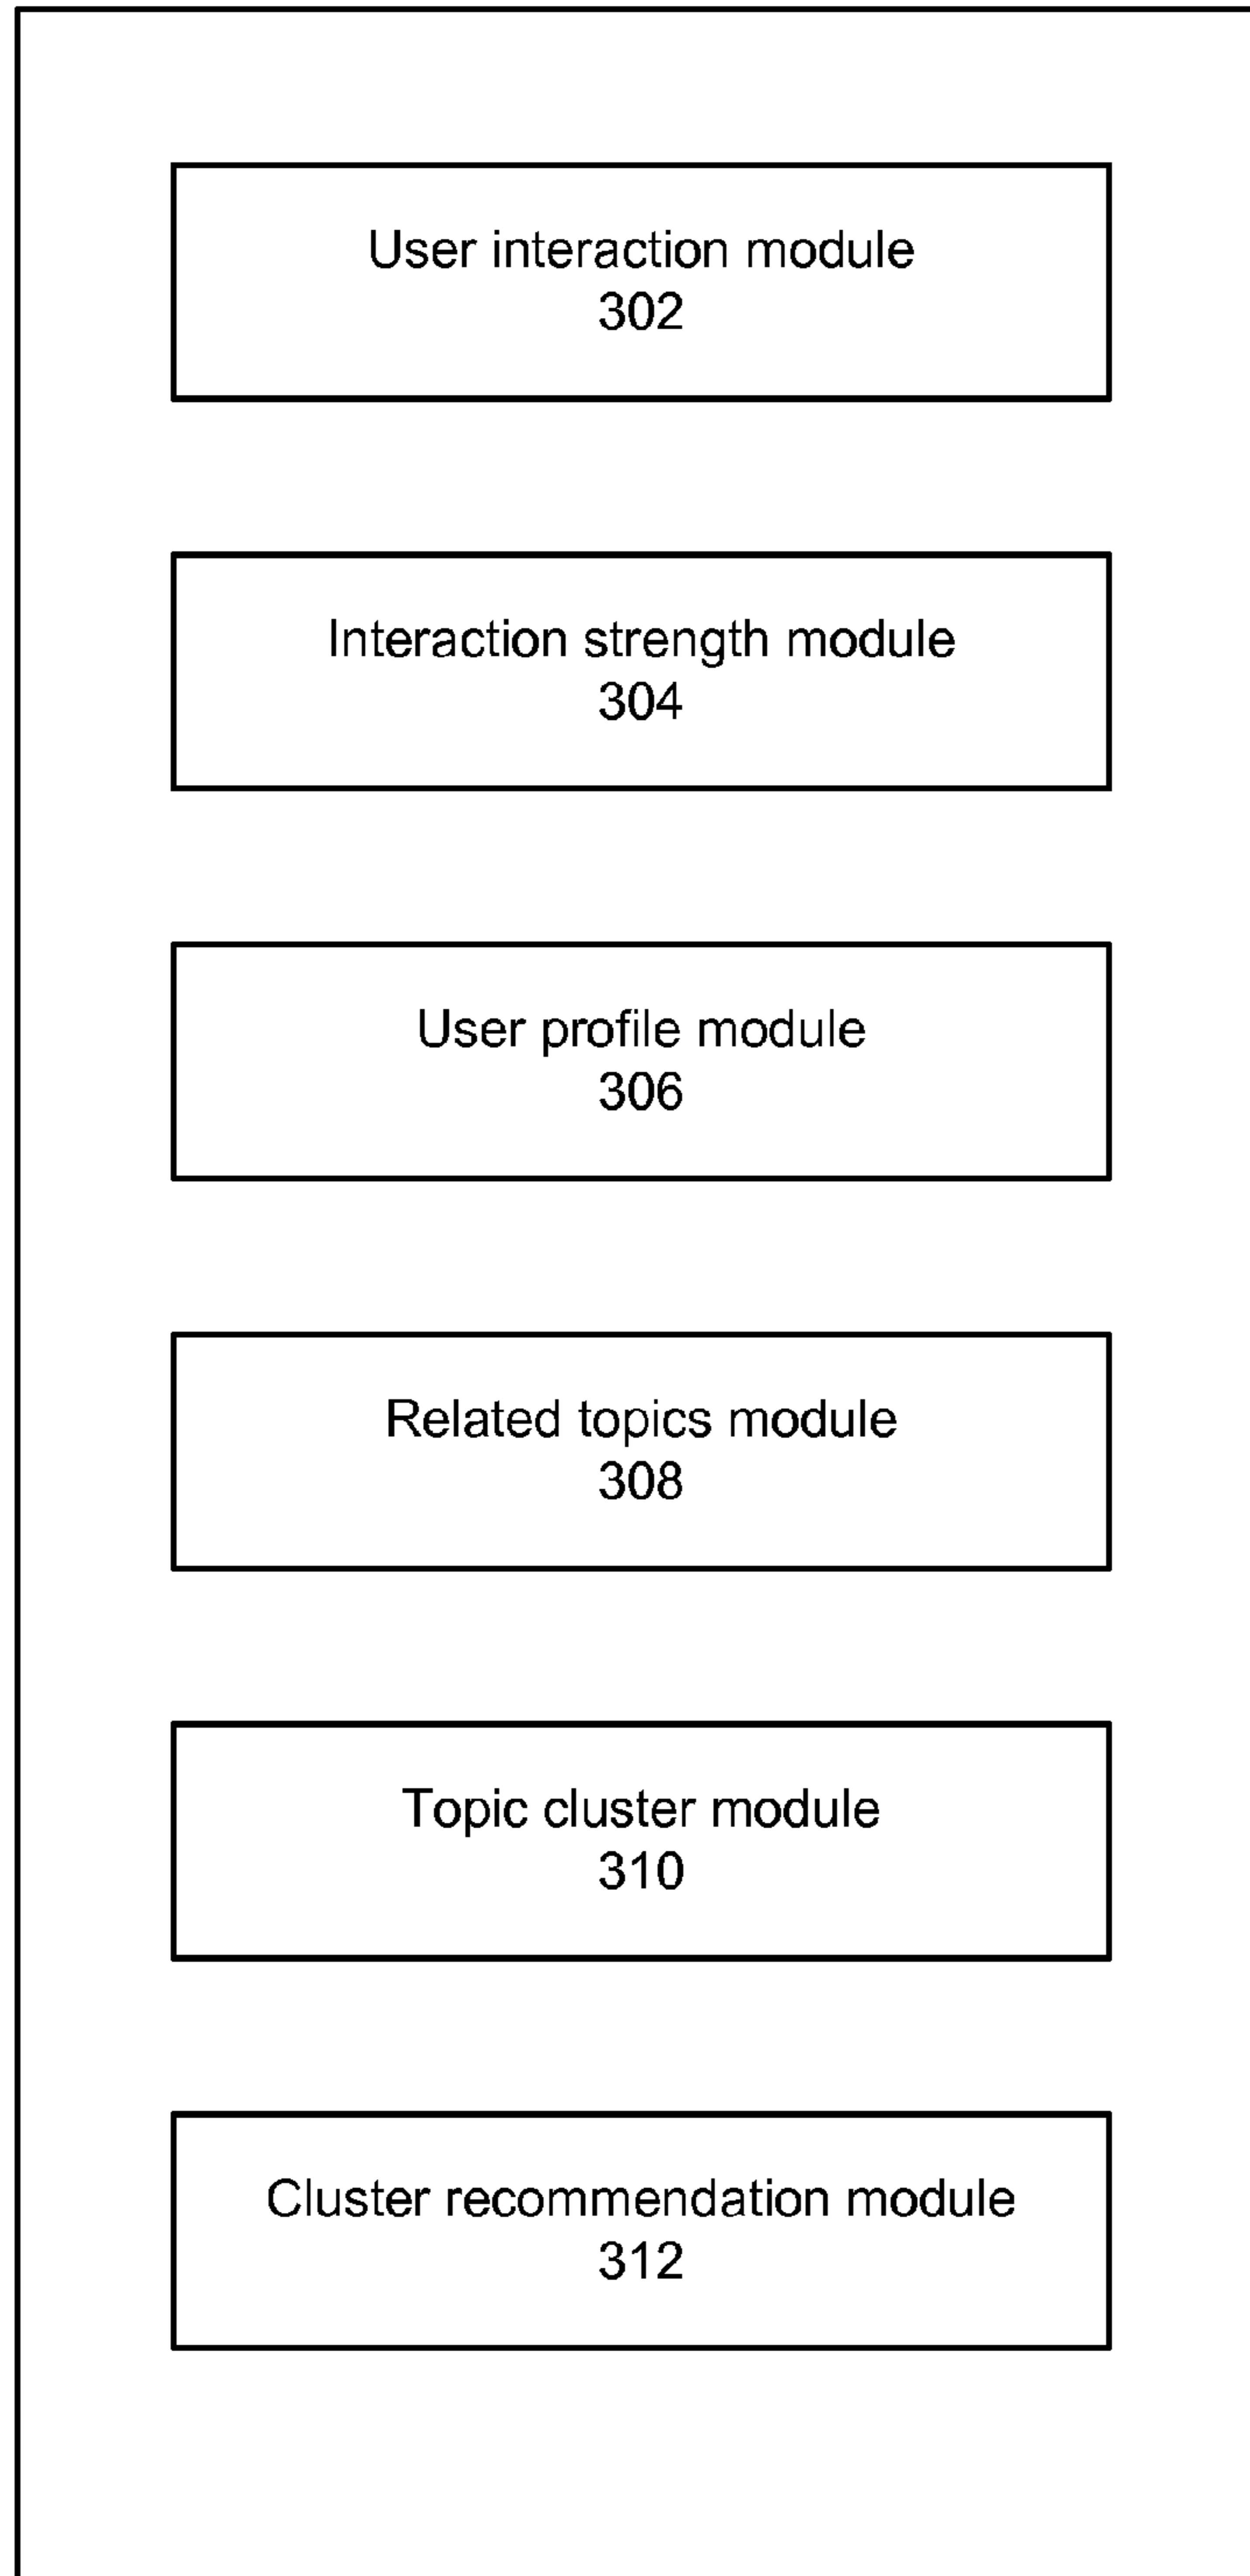 User interaction module
302
Interaction strength module
304
User profile module
306
Related topics module
308
Topic cluster module
310
Cluster recommendation module
312